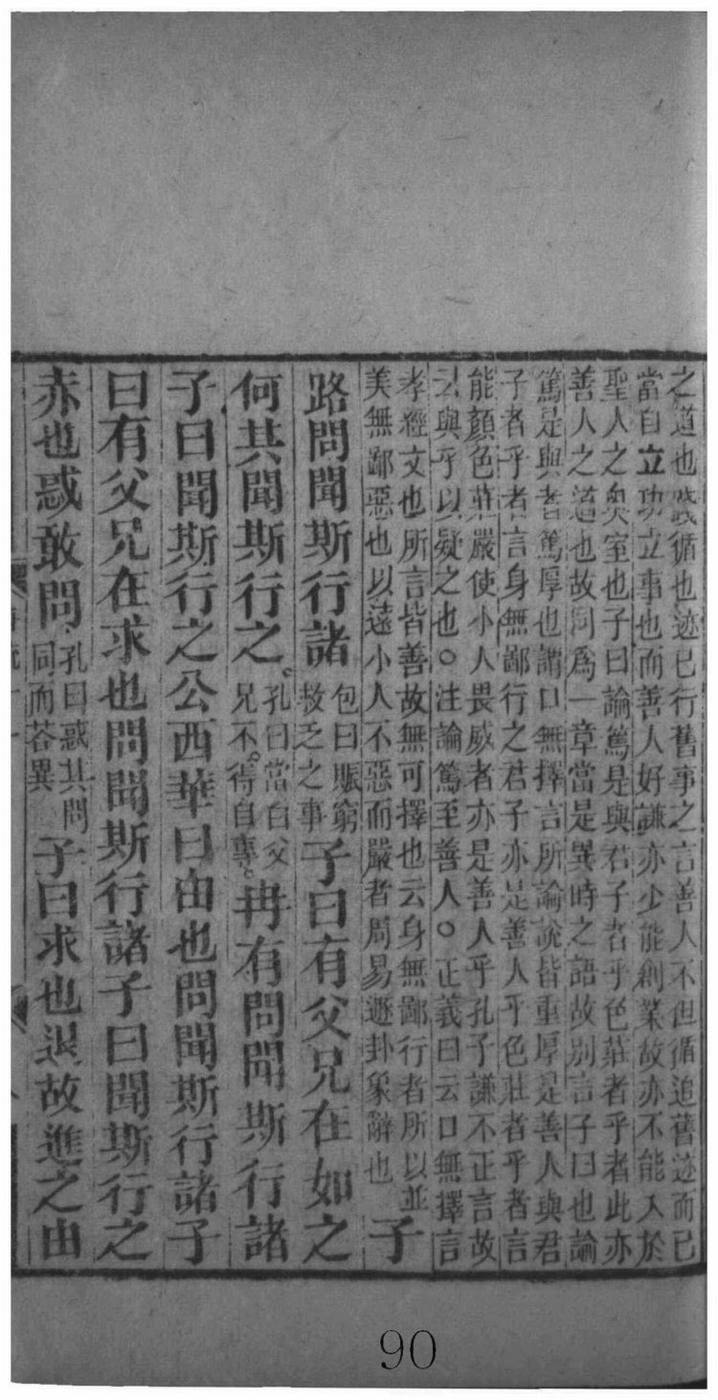 之道也踐循也迹已行舊事之言善人不但循追舊迹而已
當自立功立事也而善人好謙亦少能創業故亦不能入於
聖人之奧室也子曰論篤是與君子者乎色莊者乎者此亦
善人之道也故同爲一章當是異時之語故別言子曰也論
篤是與者篤厚也謂口無擇言所論說皆重厚是善人與君
子者乎者言身無鄙行之君子亦是善人乎色壯者乎者言
能顏色莊嚴使小人畏威者亦是善人乎孔子謙不正言故
云與乎以疑之也○注論篤至善人○正義曰云口無擇言
孝經文也所言皆善故無可擇也云身無鄙行者所以並
美無鄙惡也以遠小人不惡而嚴者周易遯卦象辭也
子
路問聞斯行諸
包曰賑窮
救乏之事
子曰有父兄在如之
何其聞斯行之
孔曰當白父
兄不得自專
冉有問聞斯行諸
子曰聞斯行之公西華曰由也問聞斯行諸子
曰有父兄在求也問聞斯行諸子曰聞斯行之
赤也惑敢問
孔曰惑其問
同而荅異
子曰求也退故進之由
90